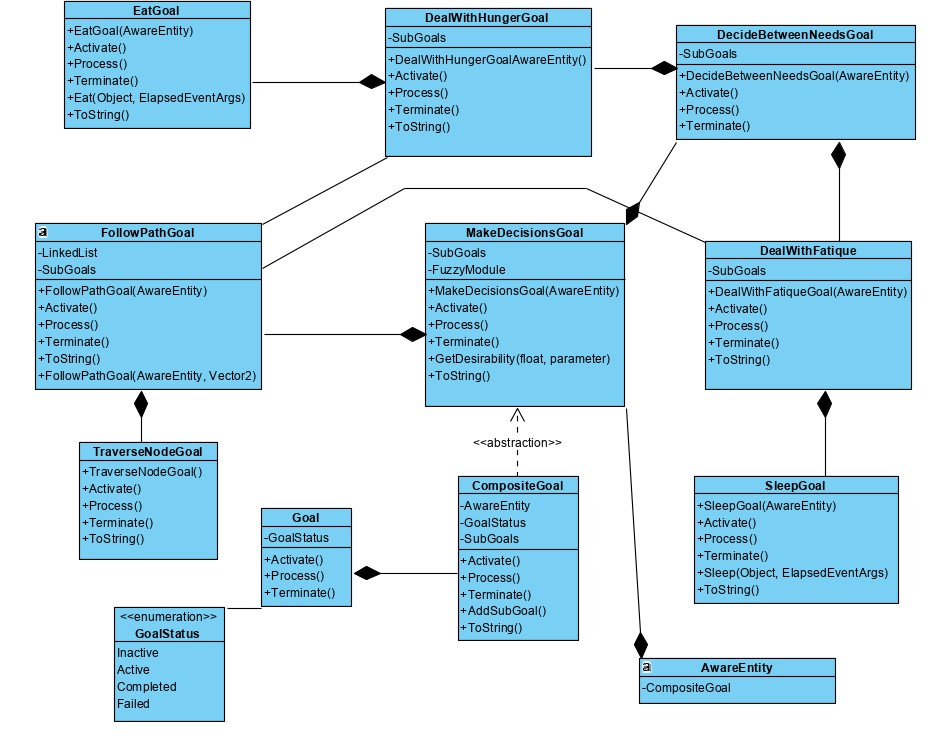 EatGoal
+EatGoal(AwareEntity)
+Activate()
+Process()
+Terminate()
+Eat(Object, ElapsedEventArgs)
+ToString()
DealWithHungerGoal
-SubGoals
+DealWithHungerGoalAwareEntity()
+Activate()
+Process()
+Terminate()
+ToString()
DecideBetweenNeedsGoal
-SubGoals
+DecideBetweenNeedsGoal(AwareEntity)
+Activate()
+Process()
+Terminate()
a
FollowPathGoal
-LinkedList
-SubGoals
+FollowPathGoal(AwareEntity)
+Activate()
+Process()
+Terminate()
+ToString()
+FollowPathGoal(AwareEntity, Vector2)
MakeDecisionsGoal
-SubGoals
-FuzzyModule
+MakeDecisionsGoal(AwareEntity)
+Activate()
+Process()
+Terminate()
+GetDesirability(float, parameter)
+ToString()
DealWithFatique
-SubGoals
+DealWithFatiqueGoal(AwareEntity)
+Activate()
+Process()
+Terminate()
+ToString()
TraverseNodeGoal
+TraverseNodeGoal()
+Activate()
+Process()
+Terminate()
+ToString()
<<abstraction>>
CompositeGoal
-AwareEntity
-GoalStatus
-SubGoals
+Activate()
+Process()
+Terminate()
+AddSubGoal()
+ToString()
SleepGoal
+SleepGoal(AwareEntity)
+Activate()
+Process()
+Terminate()
+Sleep(Object, ElapsedEventArgs)
+ToString()
Goal
-GoalStatus
+Activate()
+Process()
+Terminate()
<<enumeration>>
GoalStatus
Inactive
Active
Completed
Failed
a
AwareEntity
-CompositeGoal